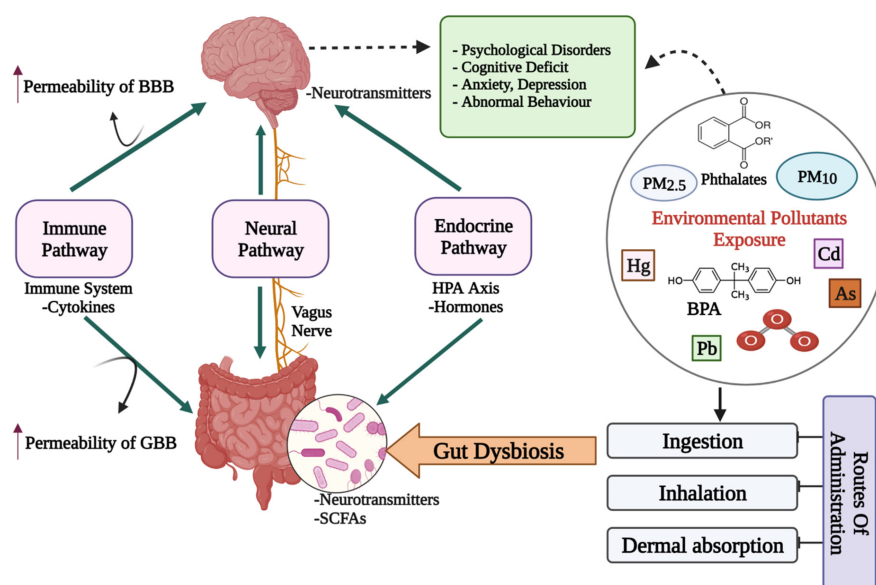 - Psychological Disorders
- Cognitive Deficit
- Anxiety, Depression
- Abnormal Behaviour
Permeability of BBB
-Neurotransmitters
OR
OR'
O
O
Phthalates
PM2.5
PM10
Environmental Pollutants
Exposure
Hg
Cd
As
Pb
HO
CH3
CH3
OH
BPA
O
O
O
Immune
Pathway
Neural
Pathway
Endocrine
Pathway
Immune System
-Cytokines
HPA Axis
-Hormones
Vagus
Nerve
Permeability of GBB
Gut Dysbiosis
-Neurotransmitters
-SCFAs
Ingestion
Inhalation
Dermal absorption
Routes Of
Administration